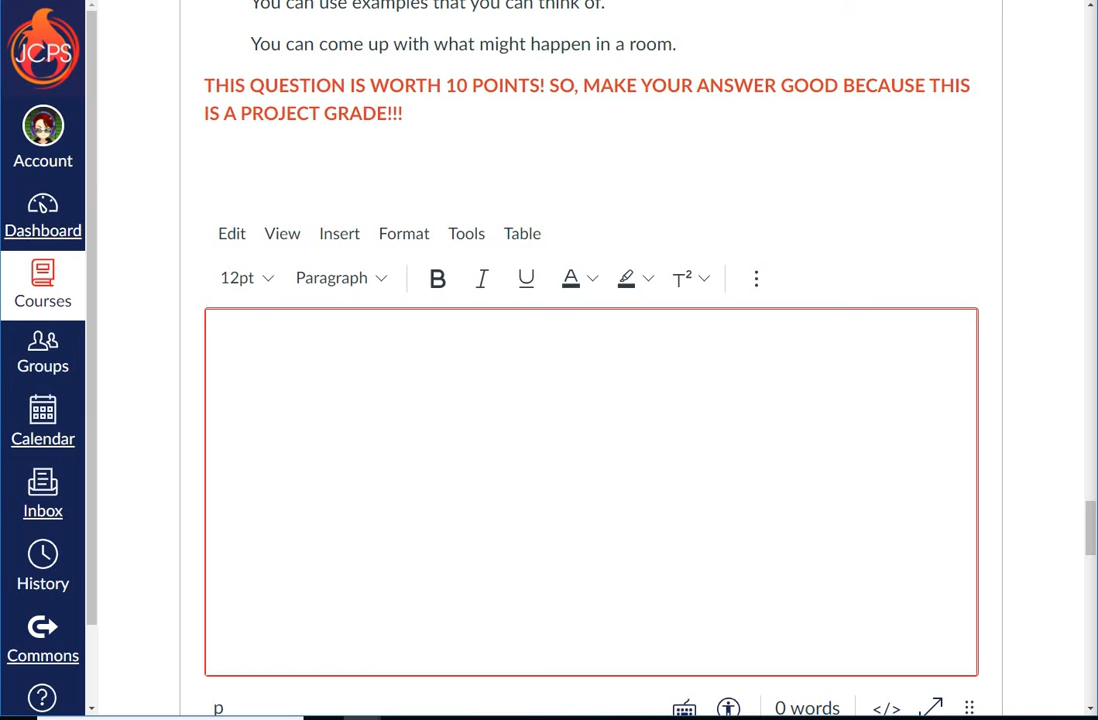 You can use examples that you can think of.
You can come up with what might happen in a room.
THIS QUESTION IS WORTH 10 POINTS! SO, MAKE YOUR ANSWER GOOD BECAUSE THIS
IS A PROJECT GRADE!!!
JCPS
Account
Dashboard
Courses
Groups
Calendar
Inbox
History
Commons
?
Edit View Insert Format Tools Table
12pt Paragraph B I U A T²
p 0 words </>